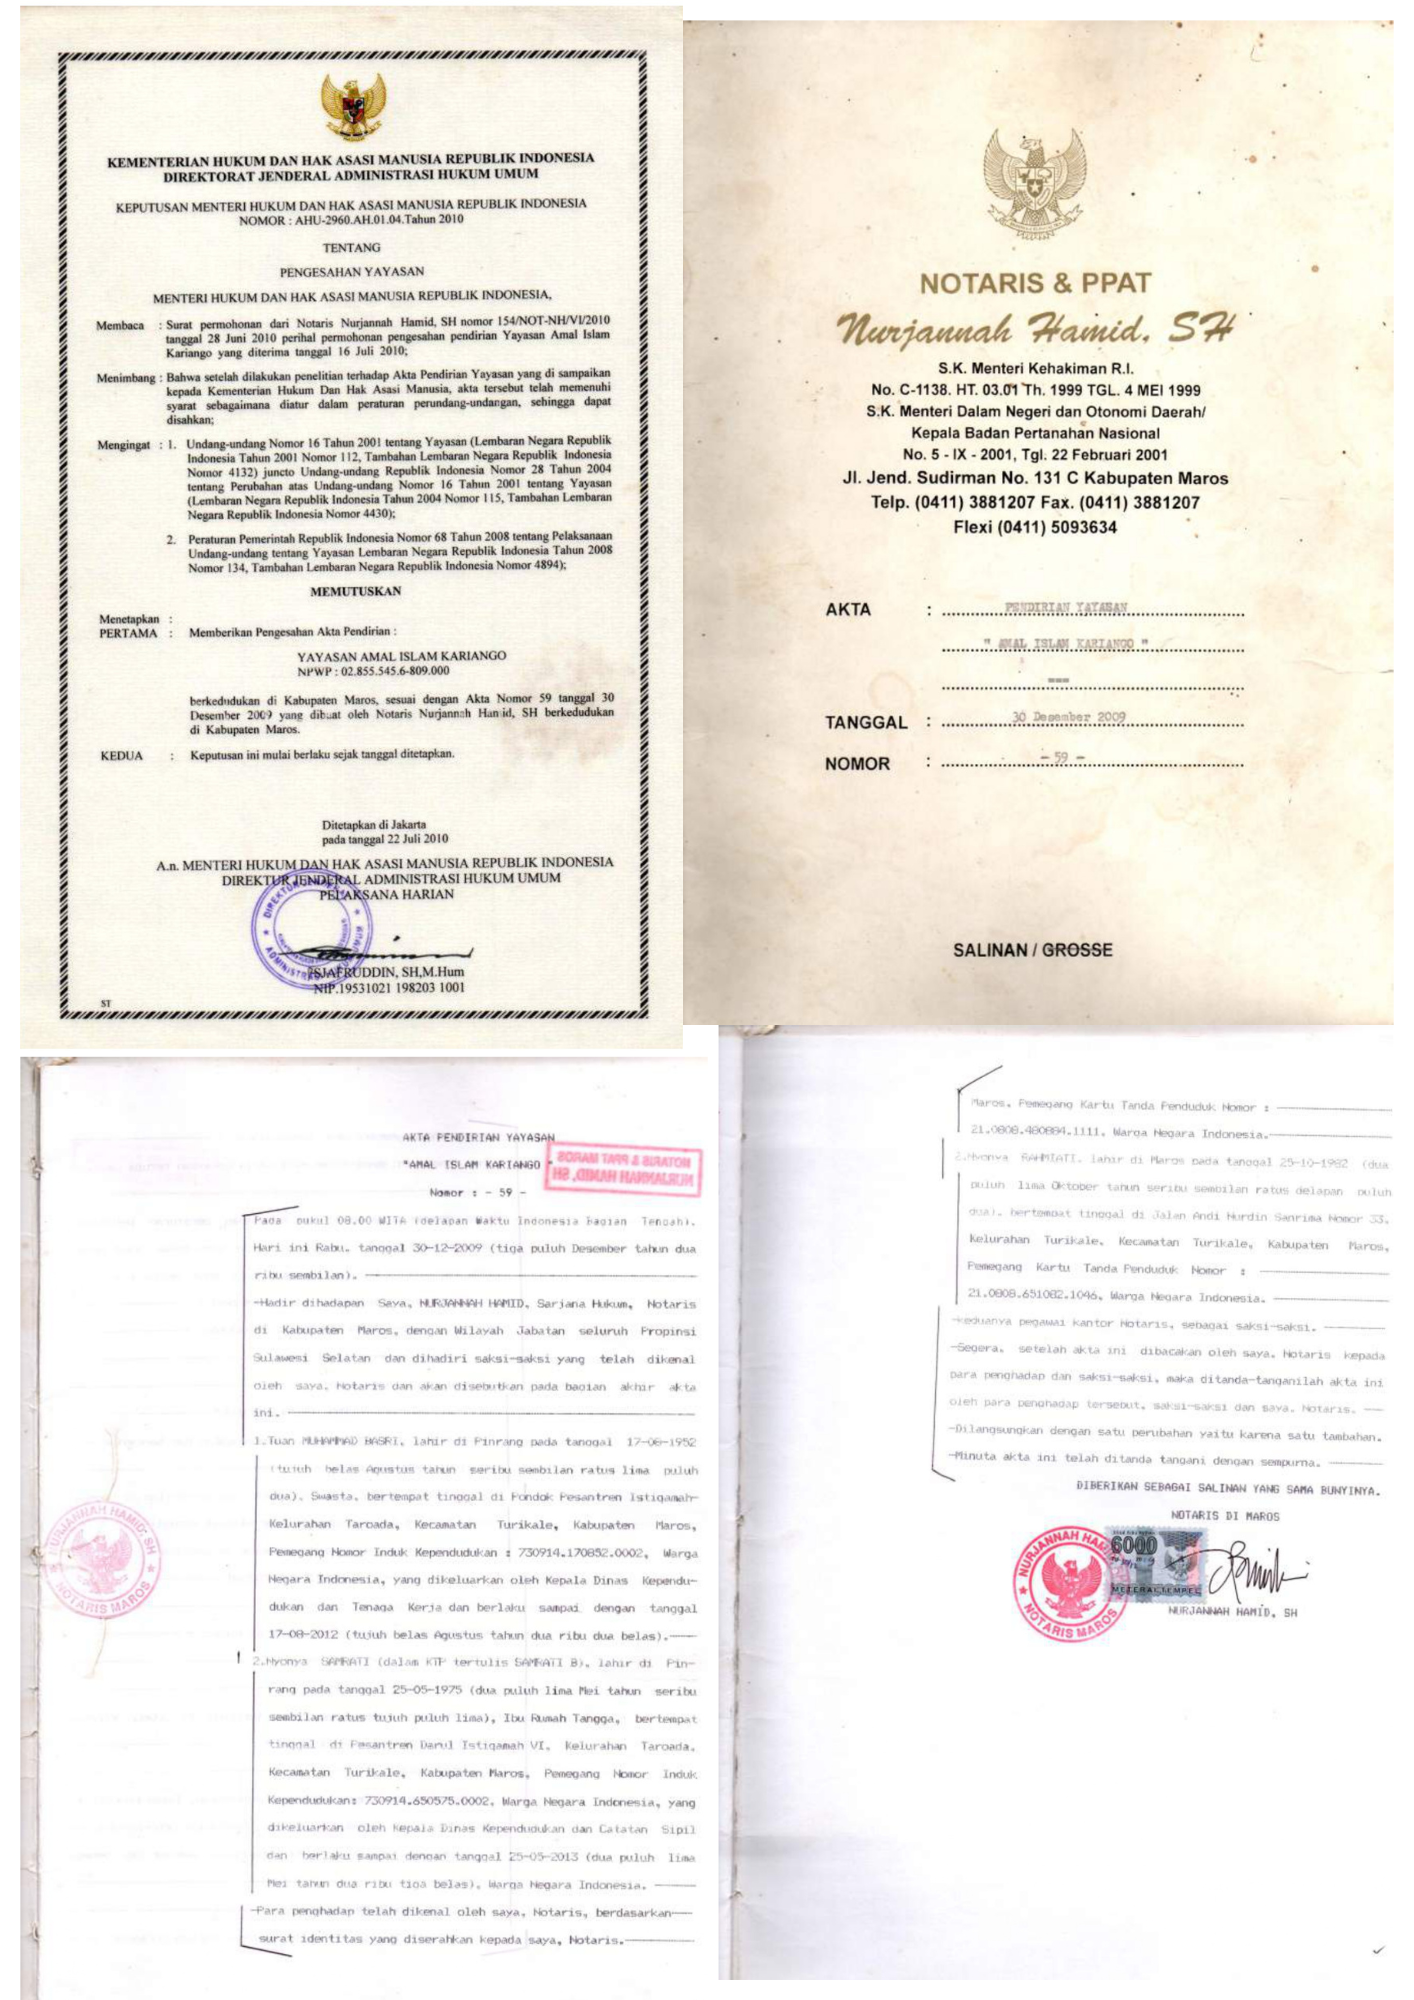 KEMENTERIAN HUKUM DAN HAK ASASI MANUSIA REPUBLIK INDONESIA
DIREKTORAT JENDERAL ADMINISTRASI HUKUM UMUM
KEPUTUSAN MENTERI HUKUM DAN HAK ASASI MANUSIA REPUBLIK INDONESIA
NOMOR : AHU-2960.AH.01.04.Tahun 2010
TENTANG
PENGESAHAN YAYASAN
MENTERI HUKUM DAN HAK ASASI MANUSIA REPUBLIK INDONESIA,
Membaca : Surat permohonan dari Notaris Nurjannah Hamid, SH nomor 154/NOT-NH/VI/2010
tanggal 28 Juni 2010 perihal permohonan pengesahan pendirian Yayasan Amal Islam
Kariango yang diterima tanggal 16 Juli 2010;
Menimbang : Bahwa setelah dilakukan penelitian terhadap Akta Pendirian Yayasan yang di sampaikan
kepada Kementerian Hukum Dan Hak Asasi Manusia, akta tersebut telah memenuhi
syarat sebagaimana diatur dalam peraturan perundang-undangan, sehingga dapat
disahkan;
Mengingat : 1. Undang-undang Nomor 16 Tahun 2001 tentang Yayasan (Lembaran Negara Republik
Indonesia Tahun 2001 Nomor 112, Tambahan Lembaran Negara Republik Indonesia
Nomor 4132) juncto Undang-undang Republik Indonesia Nomor 28 Tahun 2004
tentang Perubahan atas Undang-undang Nomor 16 Tahun 2001 tentang Yayasan
(Lembaran Negara Republik Indonesia Tahun 2004 Nomor 115, Tambahan Lembaran
Negara Republik Indonesia Nomor 4430);
2. Peraturan Pemerintah Republik Indonesia Nomor 68 Tahun 2008 tentang Pelaksanaan
Undang-undang tentang Yayasan Lembaran Negara Republik Indonesia Tahun 2008
Nomor 134, Tambahan Lembaran Negara Republik Indonesia Nomor 4894);
MEMUTUSKAN
Menetapkan :
PERTAMA : Memberikan Pengesahan Akta Pendirian :
YAYASAN AMAL ISLAM KARIANGO
NPWP : 02.855.545.6-809.000
berkedudukan di Kabupaten Maros, sesuai dengan Akta Nomor 59 tanggal 30
Desember 2009 yang dibuat oleh Notaris Nurjannah Hamid, SH berkedudukan
di Kabupaten Maros.
KEDUA : Keputusan ini mulai berlaku sejak tanggal ditetapkan.
Ditetapkan di Jakarta
pada tanggal 22 Juli 2010
A.n. MENTERI HUKUM DAN HAK ASASI MANUSIA REPUBLIK INDONESIA
DIREKTUR JENDERAL ADMINISTRASI HUKUM UMUM
PELAKSANA HARIAN
SJAFRUDDIN, SH,M.Hum
NIP.19531021 198203 1001
ST
NOTARIS & PPAT
Nurjannah Hamid, SH
S.K. Menteri Kehakiman R.I.
No. C-1138. HT. 03.01 Th. 1999 TGL. 4 MEI 1999
S.K. Menteri Dalam Negeri dan Otonomi Daerah/
Kepala Badan Pertanahan Nasional
No. 5 - IX - 2001, Tgl. 22 Februari 2001
Jl. Jend. Sudirman No. 131 C Kabupaten Maros
Telp. (0411) 3881207 Fax. (0411) 3881207
Flexi (0411) 5093634
AKTA : PENDIRIAN YAYASAN
" AMAL ISLAM KARIANGO "
===
TANGGAL : 30 Desember 2009
NOMOR : - 59 -
SALINAN / GROSSE
AKTA PENDIRIAN YAYASAN
"AMAL ISLAM KARIANGO
NOTARIS & PPAT MAROS
NURJANNAH HAMID, SH
Nomor : - 59 -
Pada pukul 08.00 WITA (delapan Waktu Indonesia Bagian Tengah).
Hari ini Rabu, tanggal 30-12-2009 (tiga puluh Desember tahun dua
ribu sembilan).
-Hadir dihadapan Saya, NURJANNAH HAMID, Sarjana Hukum, Notaris
di Kabupaten Maros, dengan Wilayah Jabatan seluruh Propinsi
Sulawesi Selatan dan dihadiri saksi-saksi yang telah dikenal
oleh saya, Notaris dan akan disebutkan pada bagian akhir akta
ini.
1.Tuan MUHAMMAD HASRI, lahir di Pinrang pada tanggal 17-08-1952
(tujuh belas Agustus tahun seribu sembilan ratus lima puluh
dua), Swasta, bertempat tinggal di Pondok Pesantren Istiqamah-
Kelurahan Taroada, Kecamatan Turikale, Kabupaten Maros,
Pemegang Nomor Induk Kependudukan : 730914.170852.0002, Warga
Negara Indonesia, yang dikeluarkan oleh Kepala Dinas Kependu-
dukan dan Tenaga Kerja dan berlaku sampai dengan tanggal
17-08-2012 (tujuh belas Agustus tahun dua ribu dua belas).
2.Nyonya SAMRATI (dalam KTP tertulis SAMRATI B), lahir di Pin-
rang pada tanggal 25-05-1975 (dua puluh lima Mei tahun seribu
sembilan ratus tujuh puluh lima), Ibu Rumah Tangga, bertempat
tinggal di Pesantren Darul Istiqamah VI, Kelurahan Taroada,
Kecamatan Turikale, Kabupaten Maros, Pemegang Nomor Induk
Kependudukan: 730914.650575.0002, Warga Negara Indonesia, yang
dikeluarkan oleh Kepala Dinas Kependudukan dan Catatan Sipil
dan berlaku sampai dengan tanggal 25-05-2013 (dua puluh lima
Mei tahun dua ribu tiga belas), Warga Negara Indonesia.
-Para penghadap telah dikenal oleh saya, Notaris, berdasarkan
surat identitas yang diserahkan kepada saya, Notaris.
NURJANNAH HAMID, SH
NOTARIS MAROS
Maros, Pemegang Kartu Tanda Penduduk Nomor :
21.0808.480884.1111, Warga Negara Indonesia.
2.Nyonya RAHMIATI, lahir di Maros pada tanggal 25-10-1982 (dua
puluh lima Oktober tahun seribu sembilan ratus delapan puluh
dua), bertempat tinggal di Jalan Andi Nurdin Sanrima Nomor 33,
Kelurahan Turikale, Kecamatan Turikale, Kabupaten Maros,
Pemegang Kartu Tanda Penduduk Nomor :
21.0808.651082.1046, Warga Negara Indonesia.
-keduanya pegawai kantor Notaris, sebagai saksi-saksi.
-Segera, setelah akta ini dibacakan oleh saya, Notaris kepada
para penghadap dan saksi-saksi, maka ditanda-tanganilah akta ini
oleh para penghadap tersebut, saksi-saksi dan saya, Notaris.
-Dilangsungkan dengan satu perubahan yaitu karena satu tambahan.
-Minuta akta ini telah ditanda tangani dengan sempurna.
DIBERIKAN SEBAGAI SALINAN YANG SAMA BUNYINYA.
NOTARIS DI MAROS
6000
METERAI TEMPEL
NURJANNAH HAMID, SH
NOTARIS MAROS